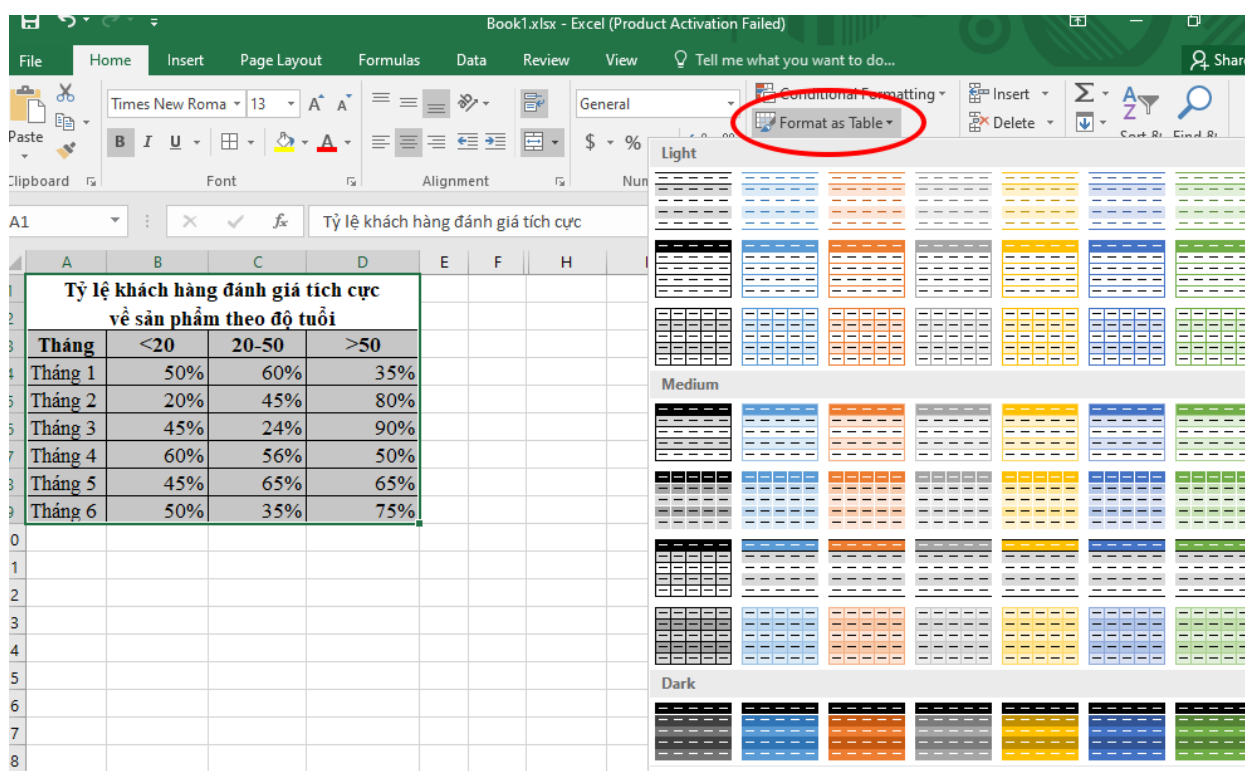 Book1.xlsx - Excel (Product Activation Failed)
File Home Insert Page Layout Formulas Data Review View Tell me what you want to do... Share
Times New Roma 13 General Conditional Formatting Insert
Paste B I U $ % Format as Table Delete
Clipboard Font Alignment Num
Light
A1 fx Tỷ lệ khách hàng đánh giá tích cực
A B C D E F H
Tỷ lệ khách hàng đánh giá tích cực
về sản phẩm theo độ tuổi
Tháng <20 20-50 >50
Tháng 1 50% 60% 35%
Tháng 2 20% 45% 80%
Tháng 3 45% 24% 90%
Tháng 4 60% 56% 50%
Tháng 5 45% 65% 65%
Tháng 6 50% 35% 75%
Medium
Dark